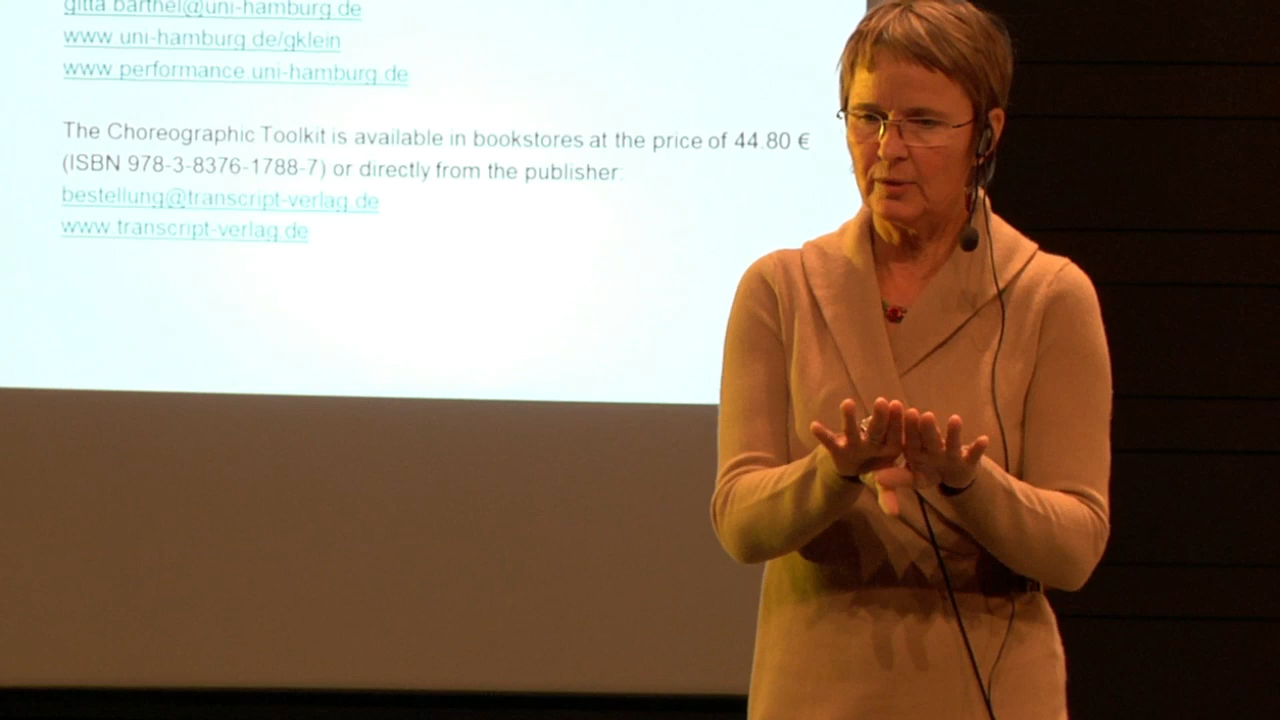 gitta barthel@uni-hamburg.de
www uni-hamburg de/gklein
www performance uni-hamburg.de
The Choreographic Toolkit is available in bookstores at the price of 44.80 €
(ISBN 978-3-8376-1788-7) or directly from the publisher:
bestellung@transcript-verlag.de
www.transcript-verlag.de